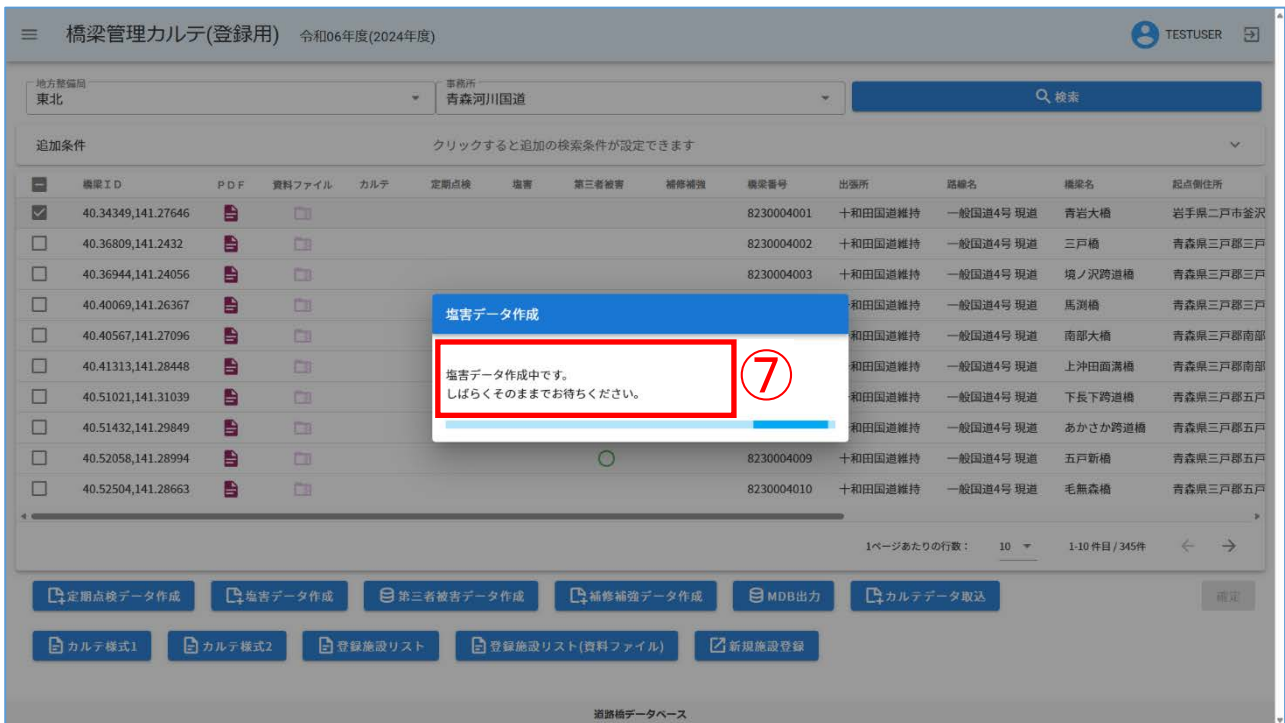 橋梁管理カルテ(登録用) 令和06年度(2024年度) TESTUSER
地方整備局 事務所
東北 青森河川国道 検索
追加条件 クリックすると追加の検索条件が設定できます
橋梁ID PDF 資料ファイル カルテ 定期点検 塩害 第三者被害 補修補強 橋梁番号 出張所 路線名 橋梁名 起点側住所
40.34349,141.27646 8230004001 十和田国道維持 一般国道4号 現道 青岩大橋 岩手県二戸市釜沢
40.36809,141.2432 8230004002 十和田国道維持 一般国道4号 現道 三戸橋 青森県三戸郡三戸
40.36944,141.24056 8230004003 十和田国道維持 一般国道4号 現道 境ノ沢跨道橋 青森県三戸郡三戸
40.40069,141.26367 和田国道維持 一般国道4号 現道 馬渕橋 青森県三戸郡三戸
40.40567,141.27096 和田国道維持 一般国道4号 現道 南部大橋 青森県三戸郡南部
40.41313,141.28448 和田国道維持 一般国道4号 現道 上沖田面溝橋 青森県三戸郡南部
40.51021,141.31039 和田国道維持 一般国道4号 現道 下長下跨道橋 青森県三戸郡五戸
40.51432,141.29849 和田国道維持 一般国道4号 現道 あかさか跨道橋 青森県三戸郡五戸
40.52058,141.28994 8230004009 十和田国道維持 一般国道4号 現道 五戸新橋 青森県三戸郡五戸
40.52504,141.28663 8230004010 十和田国道維持 一般国道4号 現道 毛無森橋 青森県三戸郡五戸
塩害データ作成
塩害データ作成中です。
しばらくそのままでお待ちください。
⑦
1ページあたりの行数： 10 1-10 件目 / 345件
定期点検データ作成 塩害データ作成 第三者被害データ作成 補修補強データ作成 MDB出力 カルテデータ取込 確定
カルテ様式1 カルテ様式2 登録施設リスト 登録施設リスト(資料ファイル) 新規施設登録
道路橋データベース